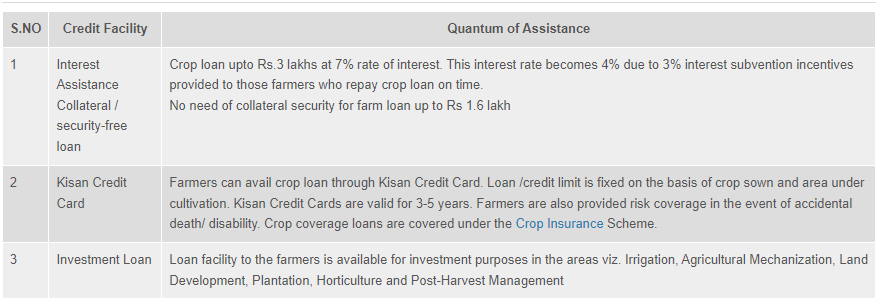 S.NO Credit Facility Quantum of Assistance
1 Interest Assistance Collateral / security-free loan
Crop loan upto Rs.3 lakhs at 7% rate of interest. This interest rate becomes 4% due to 3% interest subvention incentives
provided to those farmers who repay crop loan on time.
No need of collateral security for farm loan up to Rs 1.6 lakh
2 Kisan Credit Card
Farmers can avail crop loan through Kisan Credit Card. Loan /credit limit is fixed on the basis of crop sown and area under
cultivation. Kisan Credit Cards are valid for 3-5 years. Farmers are also provided risk coverage in the event of accidental
death/ disability. Crop coverage loans are covered under the Crop Insurance Scheme.
3 Investment Loan
Loan facility to the farmers is available for investment purposes in the areas viz. Irrigation, Agricultural Mechanization, Land
Development, Plantation, Horticulture and Post-Harvest Management